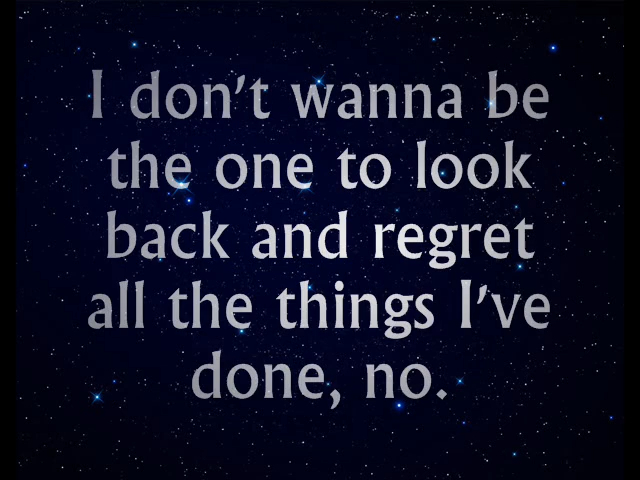 I don't wanna be
the one to look
back and regret
all the things I've
done, no.